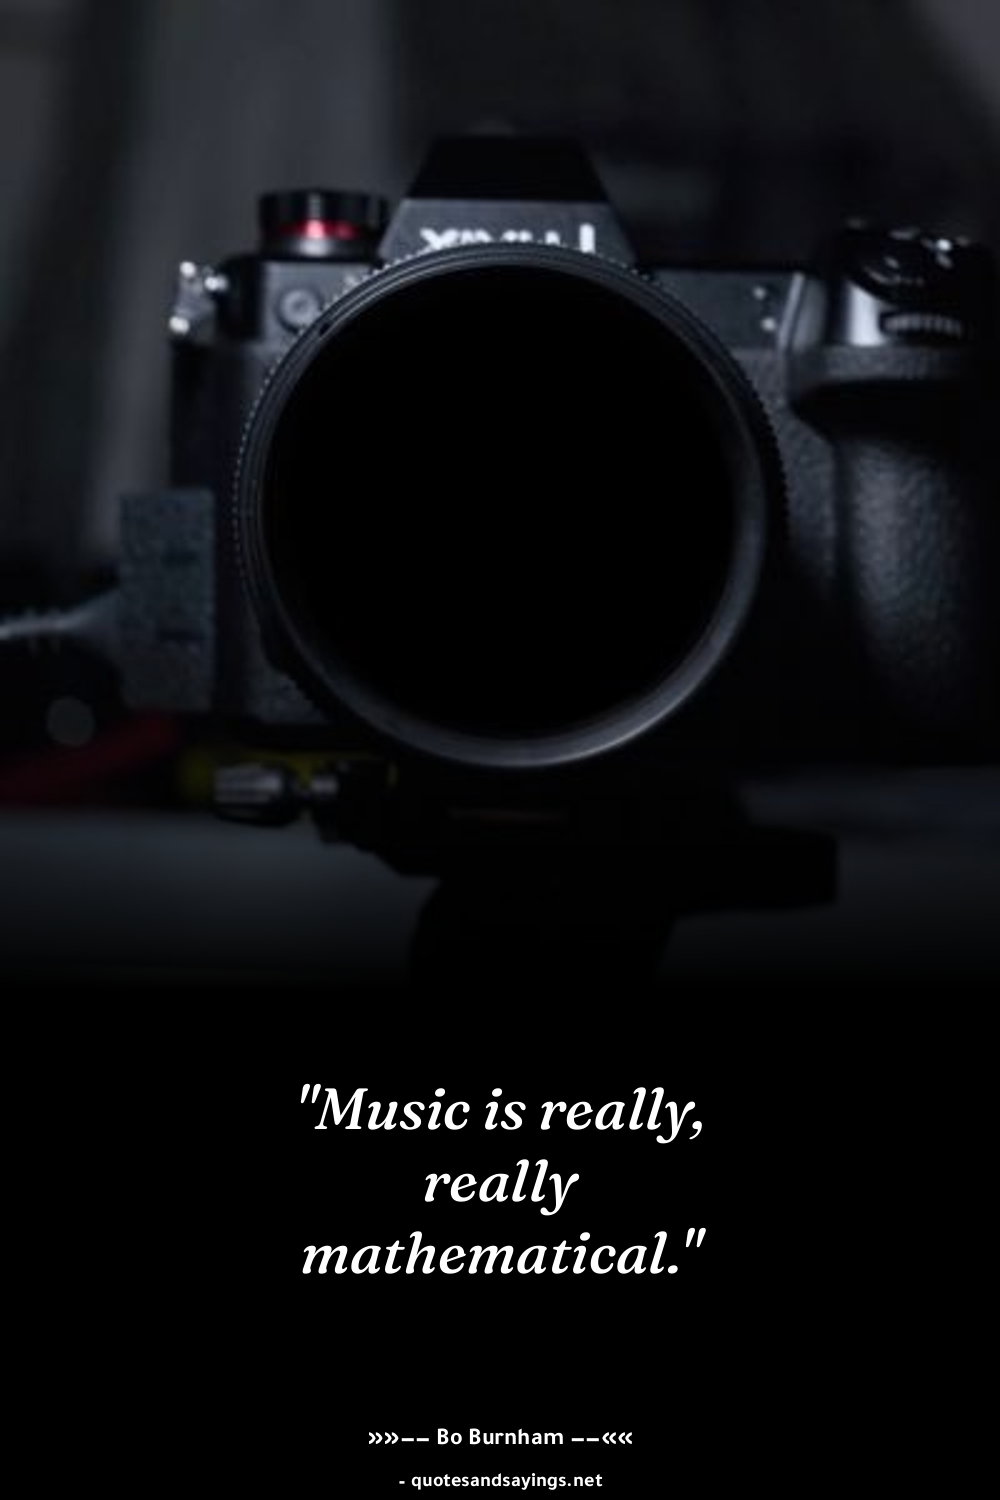 "Music is really,
really
mathematical."
»»–– Bo Burnham ––««
- quotesandsayings.net